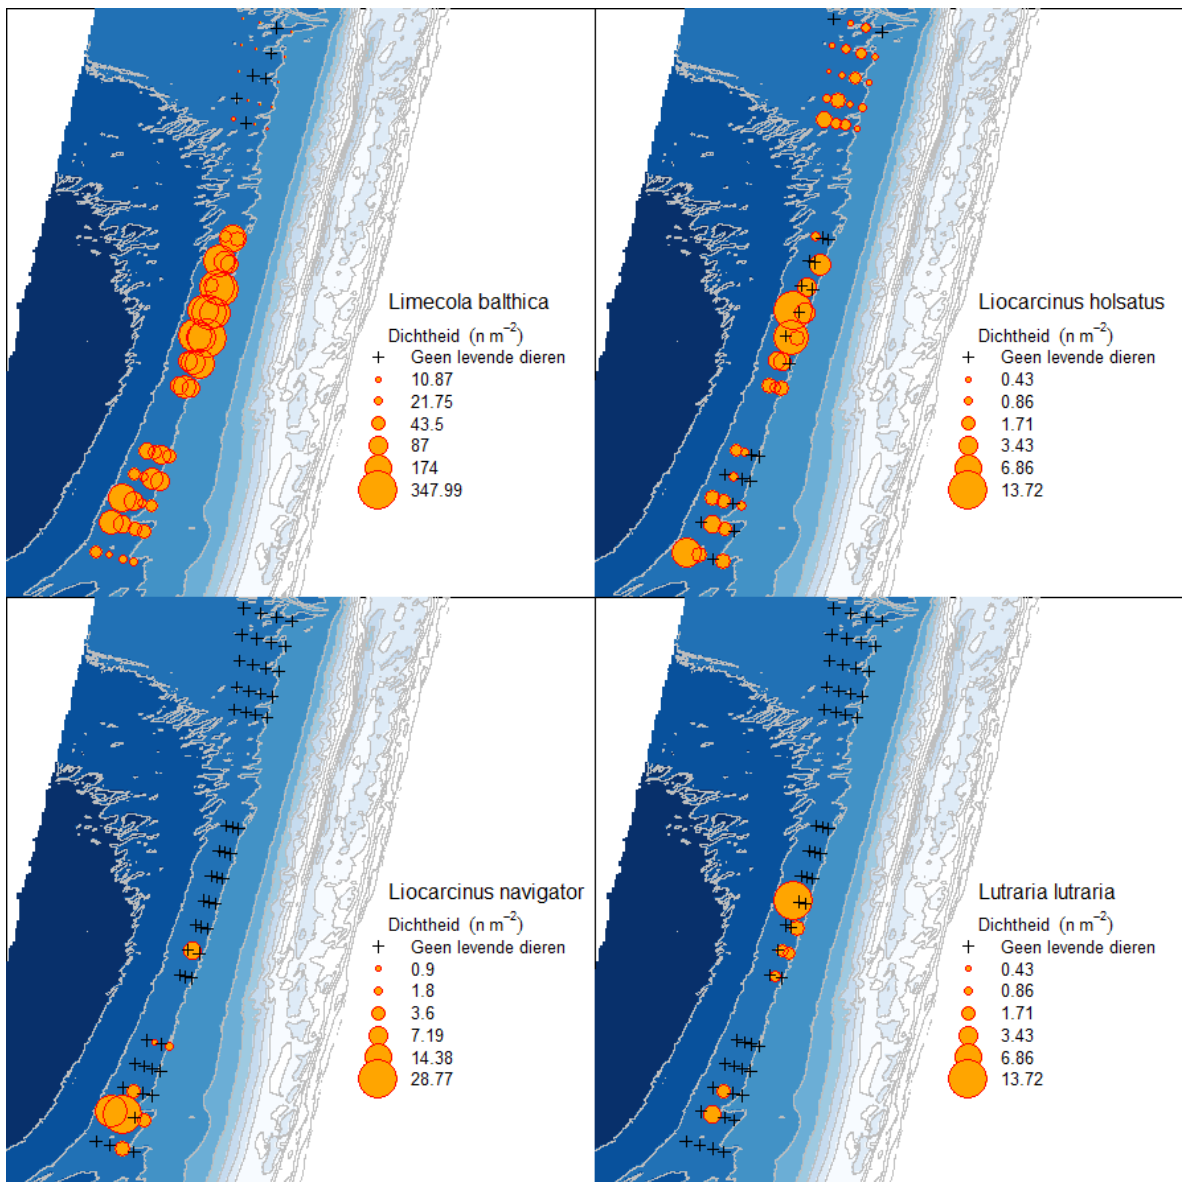 Limecola balthica
Dichtheid (n m⁻²)
+ Geen levende dieren
10.87
21.75
43.5
87
174
347.99
Liocarcinus holsatus
Dichtheid (n m⁻²)
+ Geen levende dieren
0.43
0.86
1.71
3.43
6.86
13.72
Liocarcinus navigator
Dichtheid (n m⁻²)
+ Geen levende dieren
0.9
1.8
3.6
7.19
14.38
28.77
Lutraria lutraria
Dichtheid (n m⁻²)
+ Geen levende dieren
0.43
0.86
1.71
3.43
6.86
13.72